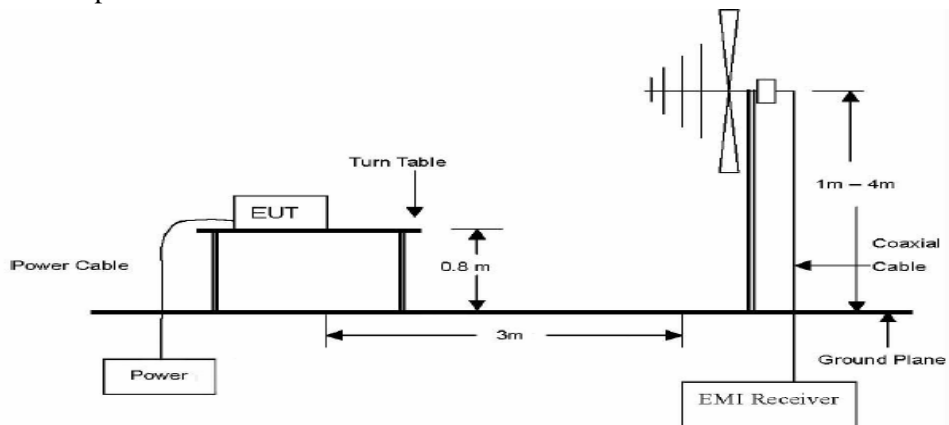 Turn Table
EUT
1m – 4m
Power Cable
0.8 m
Coaxial
Cable
3m
Ground Plane
Power
EMI Receiver